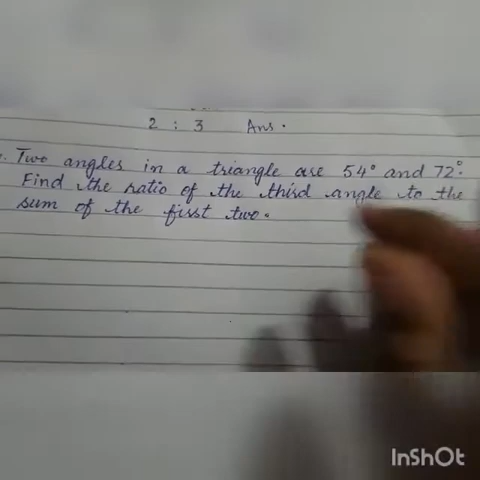 2 : 3 Ans.
. Two angles in a triangle are 54° and 72°.
Find the ratio of the third angle to the
sum of the first two.
InShOt